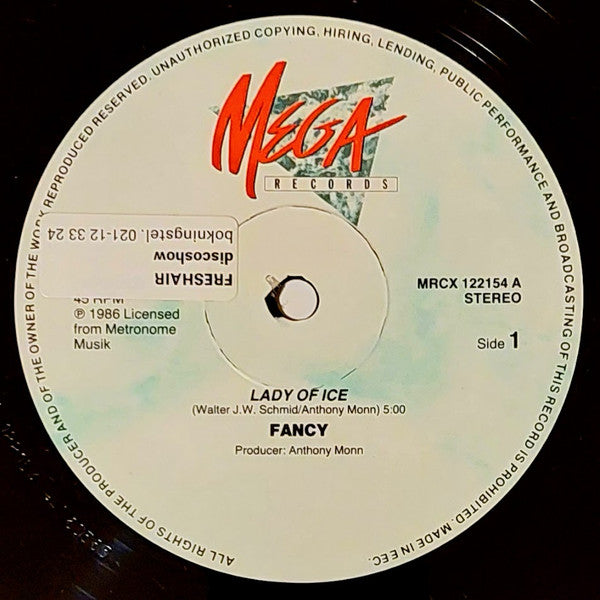 MEGA
RECORDS
FRESHAIR
discoshow
bokningstel. 021-12 33 24
45 RPM
℗ 1986 Licensed
from Metronome
Musik
MRCX 122154 A
STEREO
Side 1
LADY OF ICE
(Walter J.W. Schmid/Anthony Monn) 5:00
FANCY
Producer: Anthony Monn
ALL RIGHTS OF THE PRODUCER AND OF THE OWNER OF THE WORK REPRODUCED RESERVED. UNAUTHORIZED COPYING, HIRING, LENDING, PUBLIC PERFORMANCE AND BROADCASTING OF THIS RECORD IS PROHIBITED. MADE IN EEC.